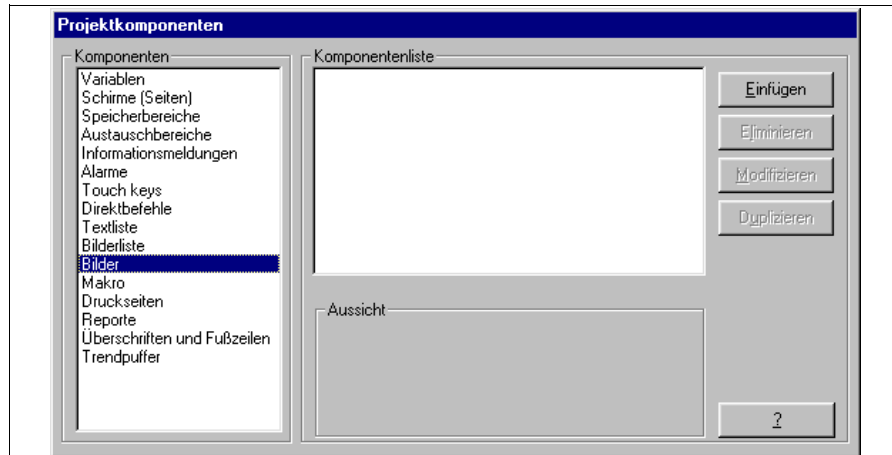 Projektkomponenten
Komponenten
Variablen
Schirme (Seiten)
Speicherbereiche
Austauschbereiche
Informationsmeldungen
Alarme
Touch keys
Direktbefehle
Textliste
Bilderliste
Bilder
Makro
Druckseiten
Reporte
Überschriften und Fußzeilen
Trendpuffer
Komponentenliste
Aussicht
Einfügen
Eliminieren
Modifizieren
Duplizieren
?